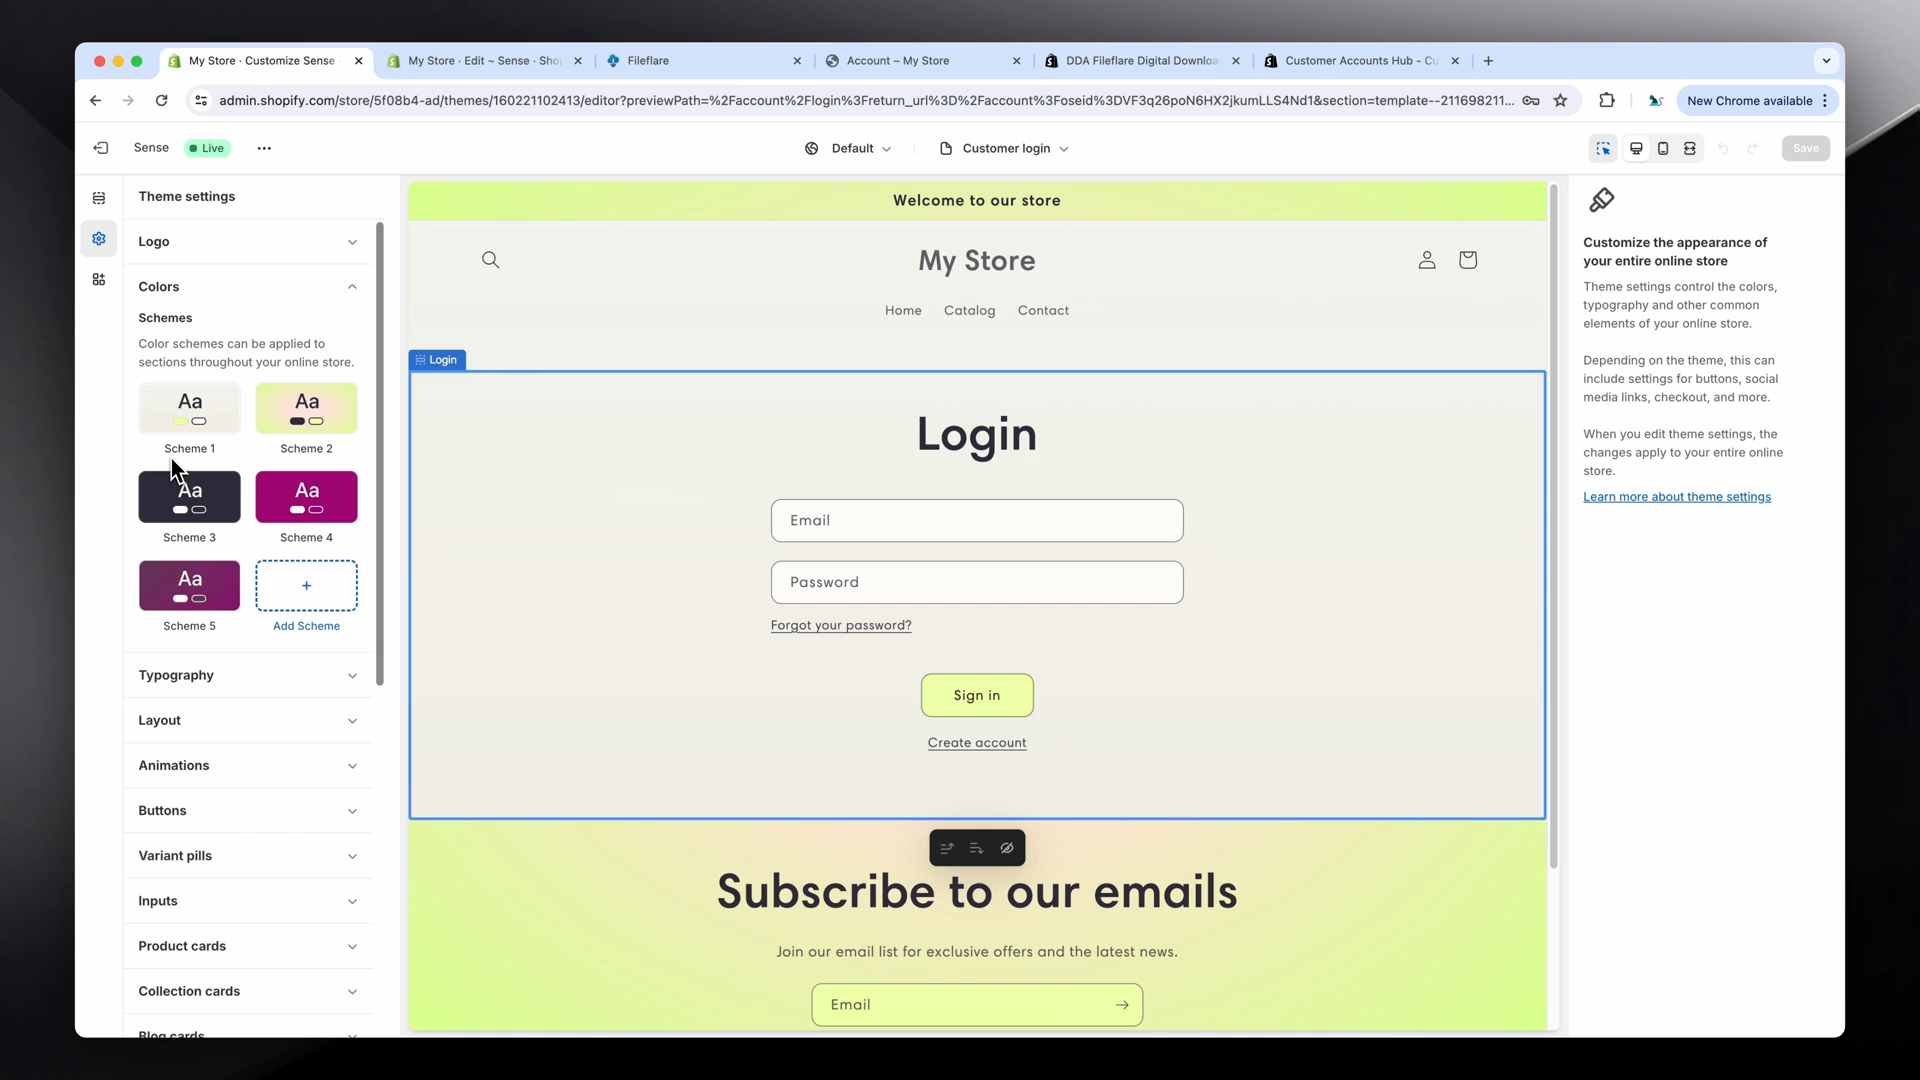 My Store · Customize Sense
My Store · Edit ~ Sense · Sho
Fileflare
Account – My Store
DDA Fileflare Digital Downloa
Customer Accounts Hub - Cu
admin.shopify.com/store/5f08b4-ad/themes/160221102413/editor?previewPath=%2Faccount%2Flogin%3Freturn_url%3D%2Faccount%3Foseid%3DVF3q26poN6HX2jkumLLS4Nd1&section=template--211698211...
New Chrome available
Sense
Live
Default
Customer login
Save
Theme settings
Logo
Colors
Schemes
Color schemes can be applied to
sections throughout your online store.
Aa
Aa
Scheme 1
Scheme 2
Aa
Aa
Scheme 3
Scheme 4
Aa
+
Scheme 5
Add Scheme
Typography
Layout
Animations
Buttons
Variant pills
Inputs
Product cards
Collection cards
Blog cards
Welcome to our store
My Store
Home
Catalog
Contact
Login
Login
Email
Password
Forgot your password?
Sign in
Create account
Subscribe to our emails
Join our email list for exclusive offers and the latest news.
Email
Customize the appearance of
your entire online store
Theme settings control the colors,
typography and other common
elements of your online store.
Depending on the theme, this can
include settings for buttons, social
media links, checkout, and more.
When you edit theme settings, the
changes apply to your entire online
store.
Learn more about theme settings